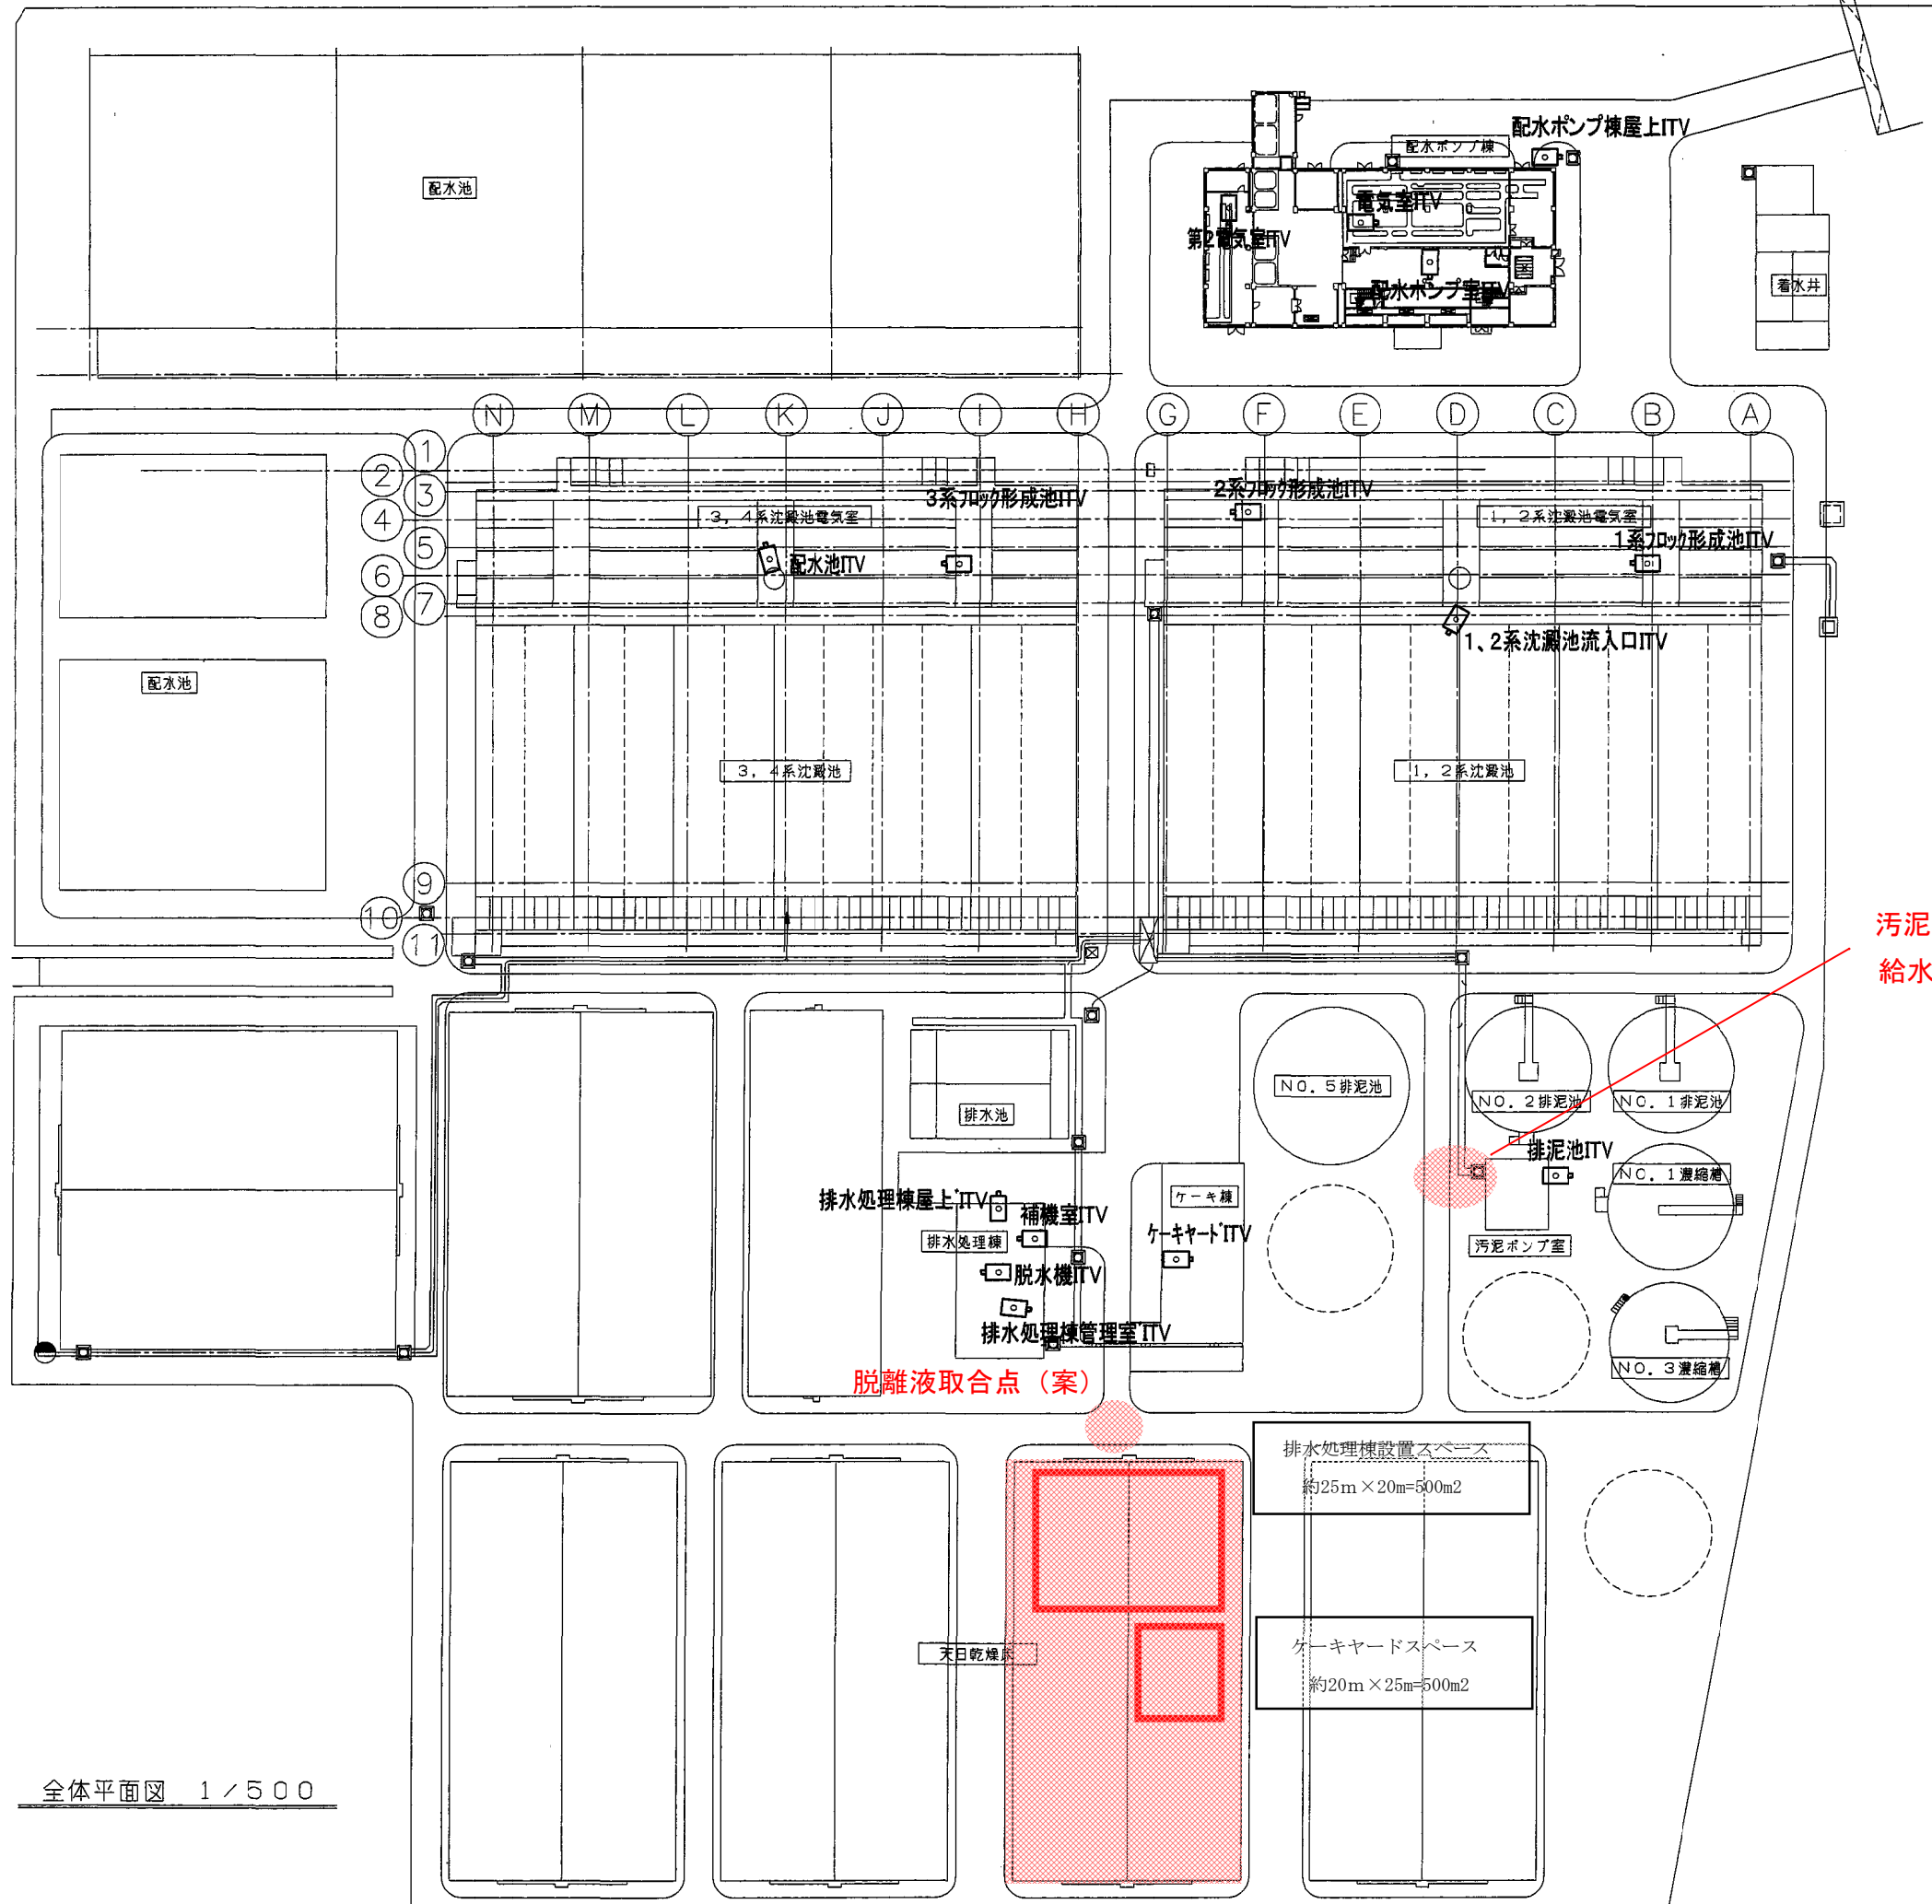 配水ポンプ棟屋上ITV
配水ポンプ棟
配水池
電気室ITV
第2電気室ITV
配水ポンプ室ITV
着水井
N
M
L
K
J
I
H
G
F
E
D
C
B
A
1
2
3
4
5
6
7
8
3系フロック形成池ITV
2系フロック形成池ITV
3，4系沈澱池電気室
1，2系沈澱池電気室
1系フロック形成池ITV
配水池ITV
1、2系沈澱池流入口ITV
配水池
3，4系沈澱池
1，2系沈澱池
9
10
11
汚泥
給水
NO．5排泥池
NO．2排泥池
NO．1排泥池
排水池
排泥池ITV
NO．1濃縮槽
排水処理棟屋上ITV
補機室ITV
ケーキ棟
ケーキヤードITV
排水処理棟
汚泥ポンプ室
脱水機ITV
排水処理棟管理室ITV
NO．3濃縮槽
脱離液取合点（案）
排水処理棟設置スペース
約25m×20m=500m2
ケーキヤードスペース
約20m×25m=500m2
天日乾燥床
全体平面図 1／500